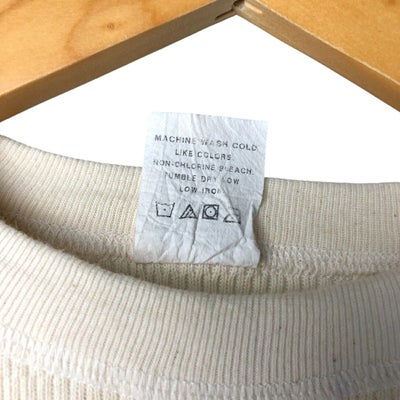 MACHINE WASH COLD
LIKE COLORS.
NON-CHLORINE BLEACH.
TUMBLE DRY LOW
LOW IRON